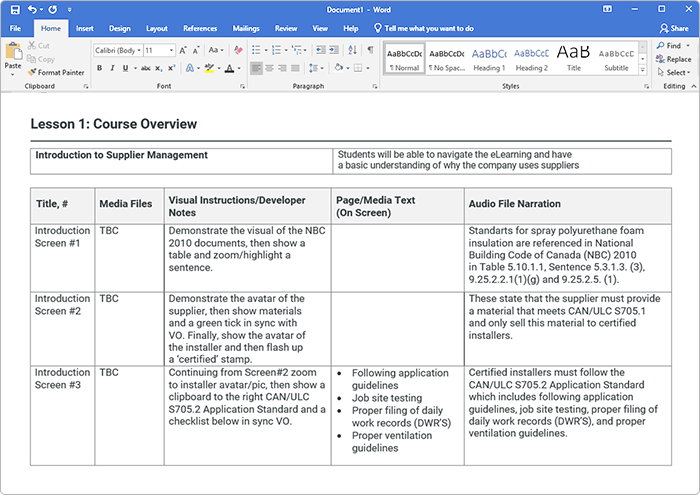 Document1 - Word
File Home Insert Design Layout References Mailings Review View Help Tell me what you want to do Share
Paste
Cut
Copy
Format Painter
Clipboard
Calibri (Body 11
Aa
B I U abc x₂ x² A
Font
Paragraph
AaBbCcDc AaBbCcDc AaBbCcI AaBbCcD AaB AaBbCcD
¶ Normal ¶ No Spac... Heading 1 Heading 2 Title Subtitle
Styles
Find
Replace
Select
Editing
Lesson 1: Course Overview
Introduction to Supplier Management
Students will be able to navigate the eLearning and have
a basic understanding of why the company uses suppliers
Title, #
Media Files
Visual Instructions/Developer
Notes
Page/Media Text
(On Screen)
Audio File Narration
Introduction
Screen #1
TBC
Demonstrate the visual of the NBC
2010 documents, then show a
table and zoom/highlight a
sentence.
Standarts for spray polyurethane foam
insulation are referenced in National
Building Code of Canada (NBC) 2010
in Table 5.10.1.1, Sentence 5.3.1.3. (3),
9.25.2.2.1(1)(g) and 9.25.2.5. (1).
Introduction
Screen #2
TBC
Demonstrate the avatar of the
supplier, then show materials
and a green tick in sync with
VO. Finally, show the avatar of
the installer and then flash up
a ‘certified’ stamp.
These state that the supplier must provide
a material that meets CAN/ULC S705.1
and only sell this material to certified
installers.
Introduction
Screen #3
TBC
Continuing from Screen#2 zoom
to installer avatar/pic, then show a
clipboard to the right CAN/ULC
S705.2 Application Standard and a
checklist below in sync VO.
• Following application
guidelines
• Job site testing
• Proper filing of daily
work records (DWR’S)
• Proper ventilation
guidelines
Certified installers must follow the
CAN/ULC S705.2 Application Standard
which includes following application
guidelines, job site testing, proper filing of
daily work records (DWR’S), and proper
ventilation guidelines.